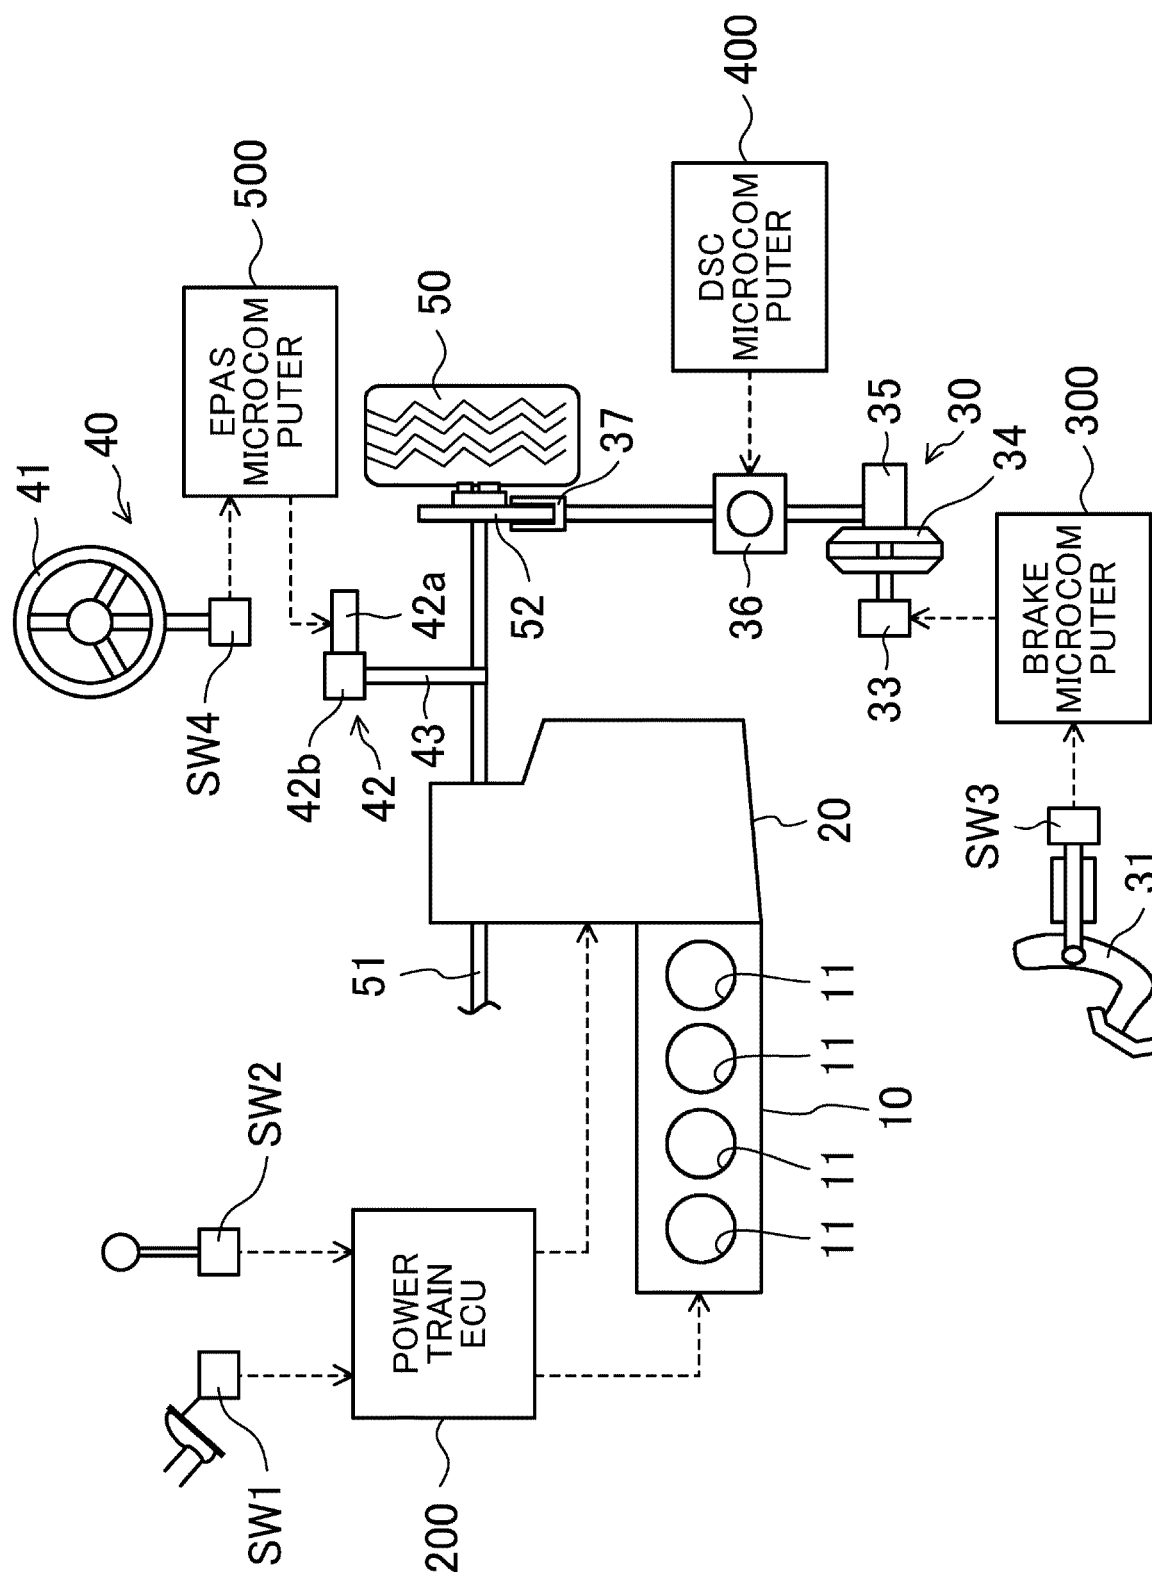 SW1
SW2
200
POWER
TRAIN
ECU
51
10
11
11
11
11
20
40
41
SW4
500
EPAS
MICROCOM
PUTER
42
42a
42b
43
50
52
37
36
400
DSC
MICROCOM
PUTER
30
35
34
33
300
BRAKE
MICROCOM
PUTER
SW3
31